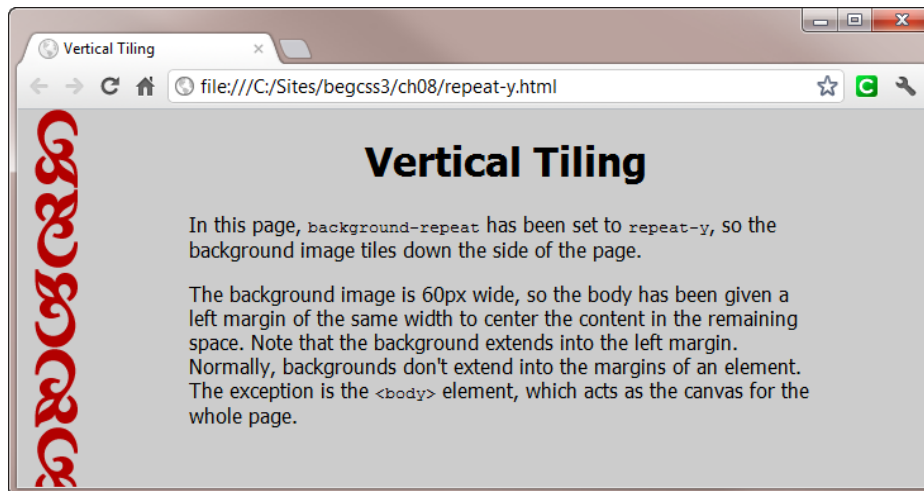 Vertical Tiling
file:///C:/Sites/begcss3/ch08/repeat-y.html
C
Vertical Tiling
In this page, background-repeat has been set to repeat-y, so the
background image tiles down the side of the page.
The background image is 60px wide, so the body has been given a
left margin of the same width to center the content in the remaining
space. Note that the background extends into the left margin.
Normally, backgrounds don't extend into the margins of an element.
The exception is the <body> element, which acts as the canvas for the
whole page.